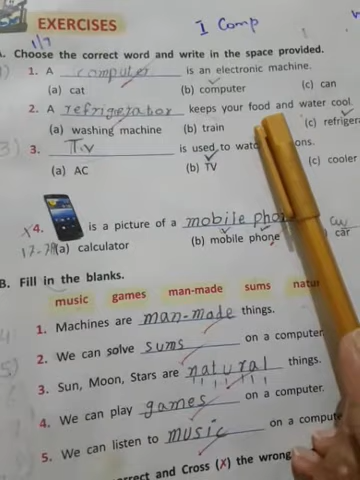 I Comp
EXERCISES
1/7
A. Choose the correct word and write in the space provided.
1. A computer is an electronic machine.
(a) cat (b) computer (c) can
2. A refrigerator keeps your food and water cool.
(a) washing machine (b) train (c) refrigera
3. T.V is used to watc ons.
(a) AC (b) TV (c) cooler
4. is a picture of a mobile phon
(a) calculator (b) mobile phone car
B. Fill in the blanks.
music games man-made sums natur
1. Machines are man-made things.
2. We can solve sums on a computer.
3. Sun, Moon, Stars are natural things.
4. We can play games on a computer.
5. We can listen to music on a compute
rrect and Cross (X) the wrong